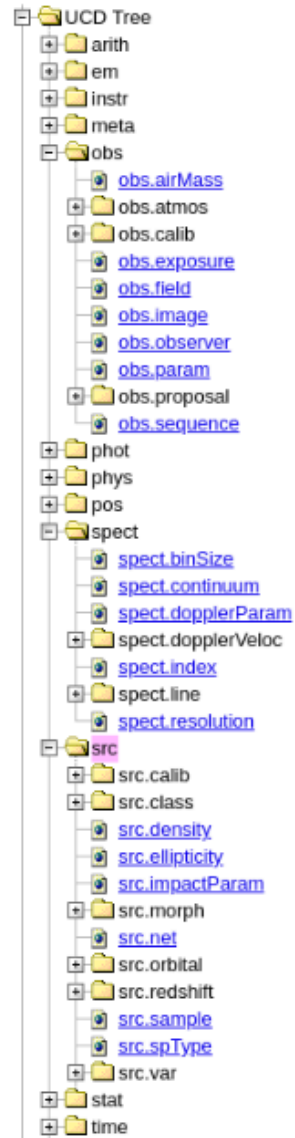 UCD Tree
arith
em
instr
meta
obs
obs.airMass
obs.atmos
obs.calib
obs.exposure
obs.field
obs.image
obs.observer
obs.param
obs.proposal
obs.sequence
phot
phys
pos
spect
spect.binSize
spect.continuum
spect.dopplerParam
spect.dopplerVeloc
spect.index
spect.line
spect.resolution
src
src.calib
src.class
src.density
src.ellipticity
src.impactParam
src.morph
src.net
src.orbital
src.redshift
src.sample
src.spType
src.var
stat
time